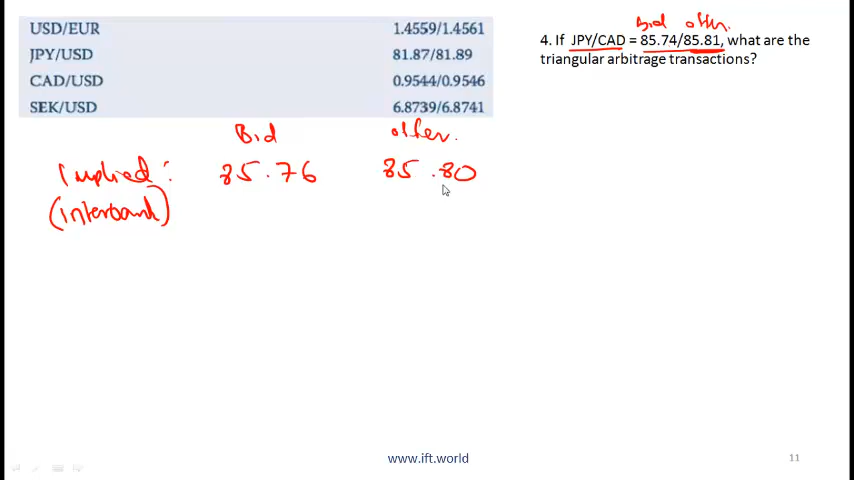 USD/EUR 1.4559/1.4561
JPY/USD 81.87/81.89
CAD/USD 0.9544/0.9546
SEK/USD 6.8739/6.8741
Bid offer.
4. If JPY/CAD = 85.74/85.81, what are the
triangular arbitrage transactions?
Bid offer.
Implied: 85.76 85.80
(interbank)
www.ift.world
11